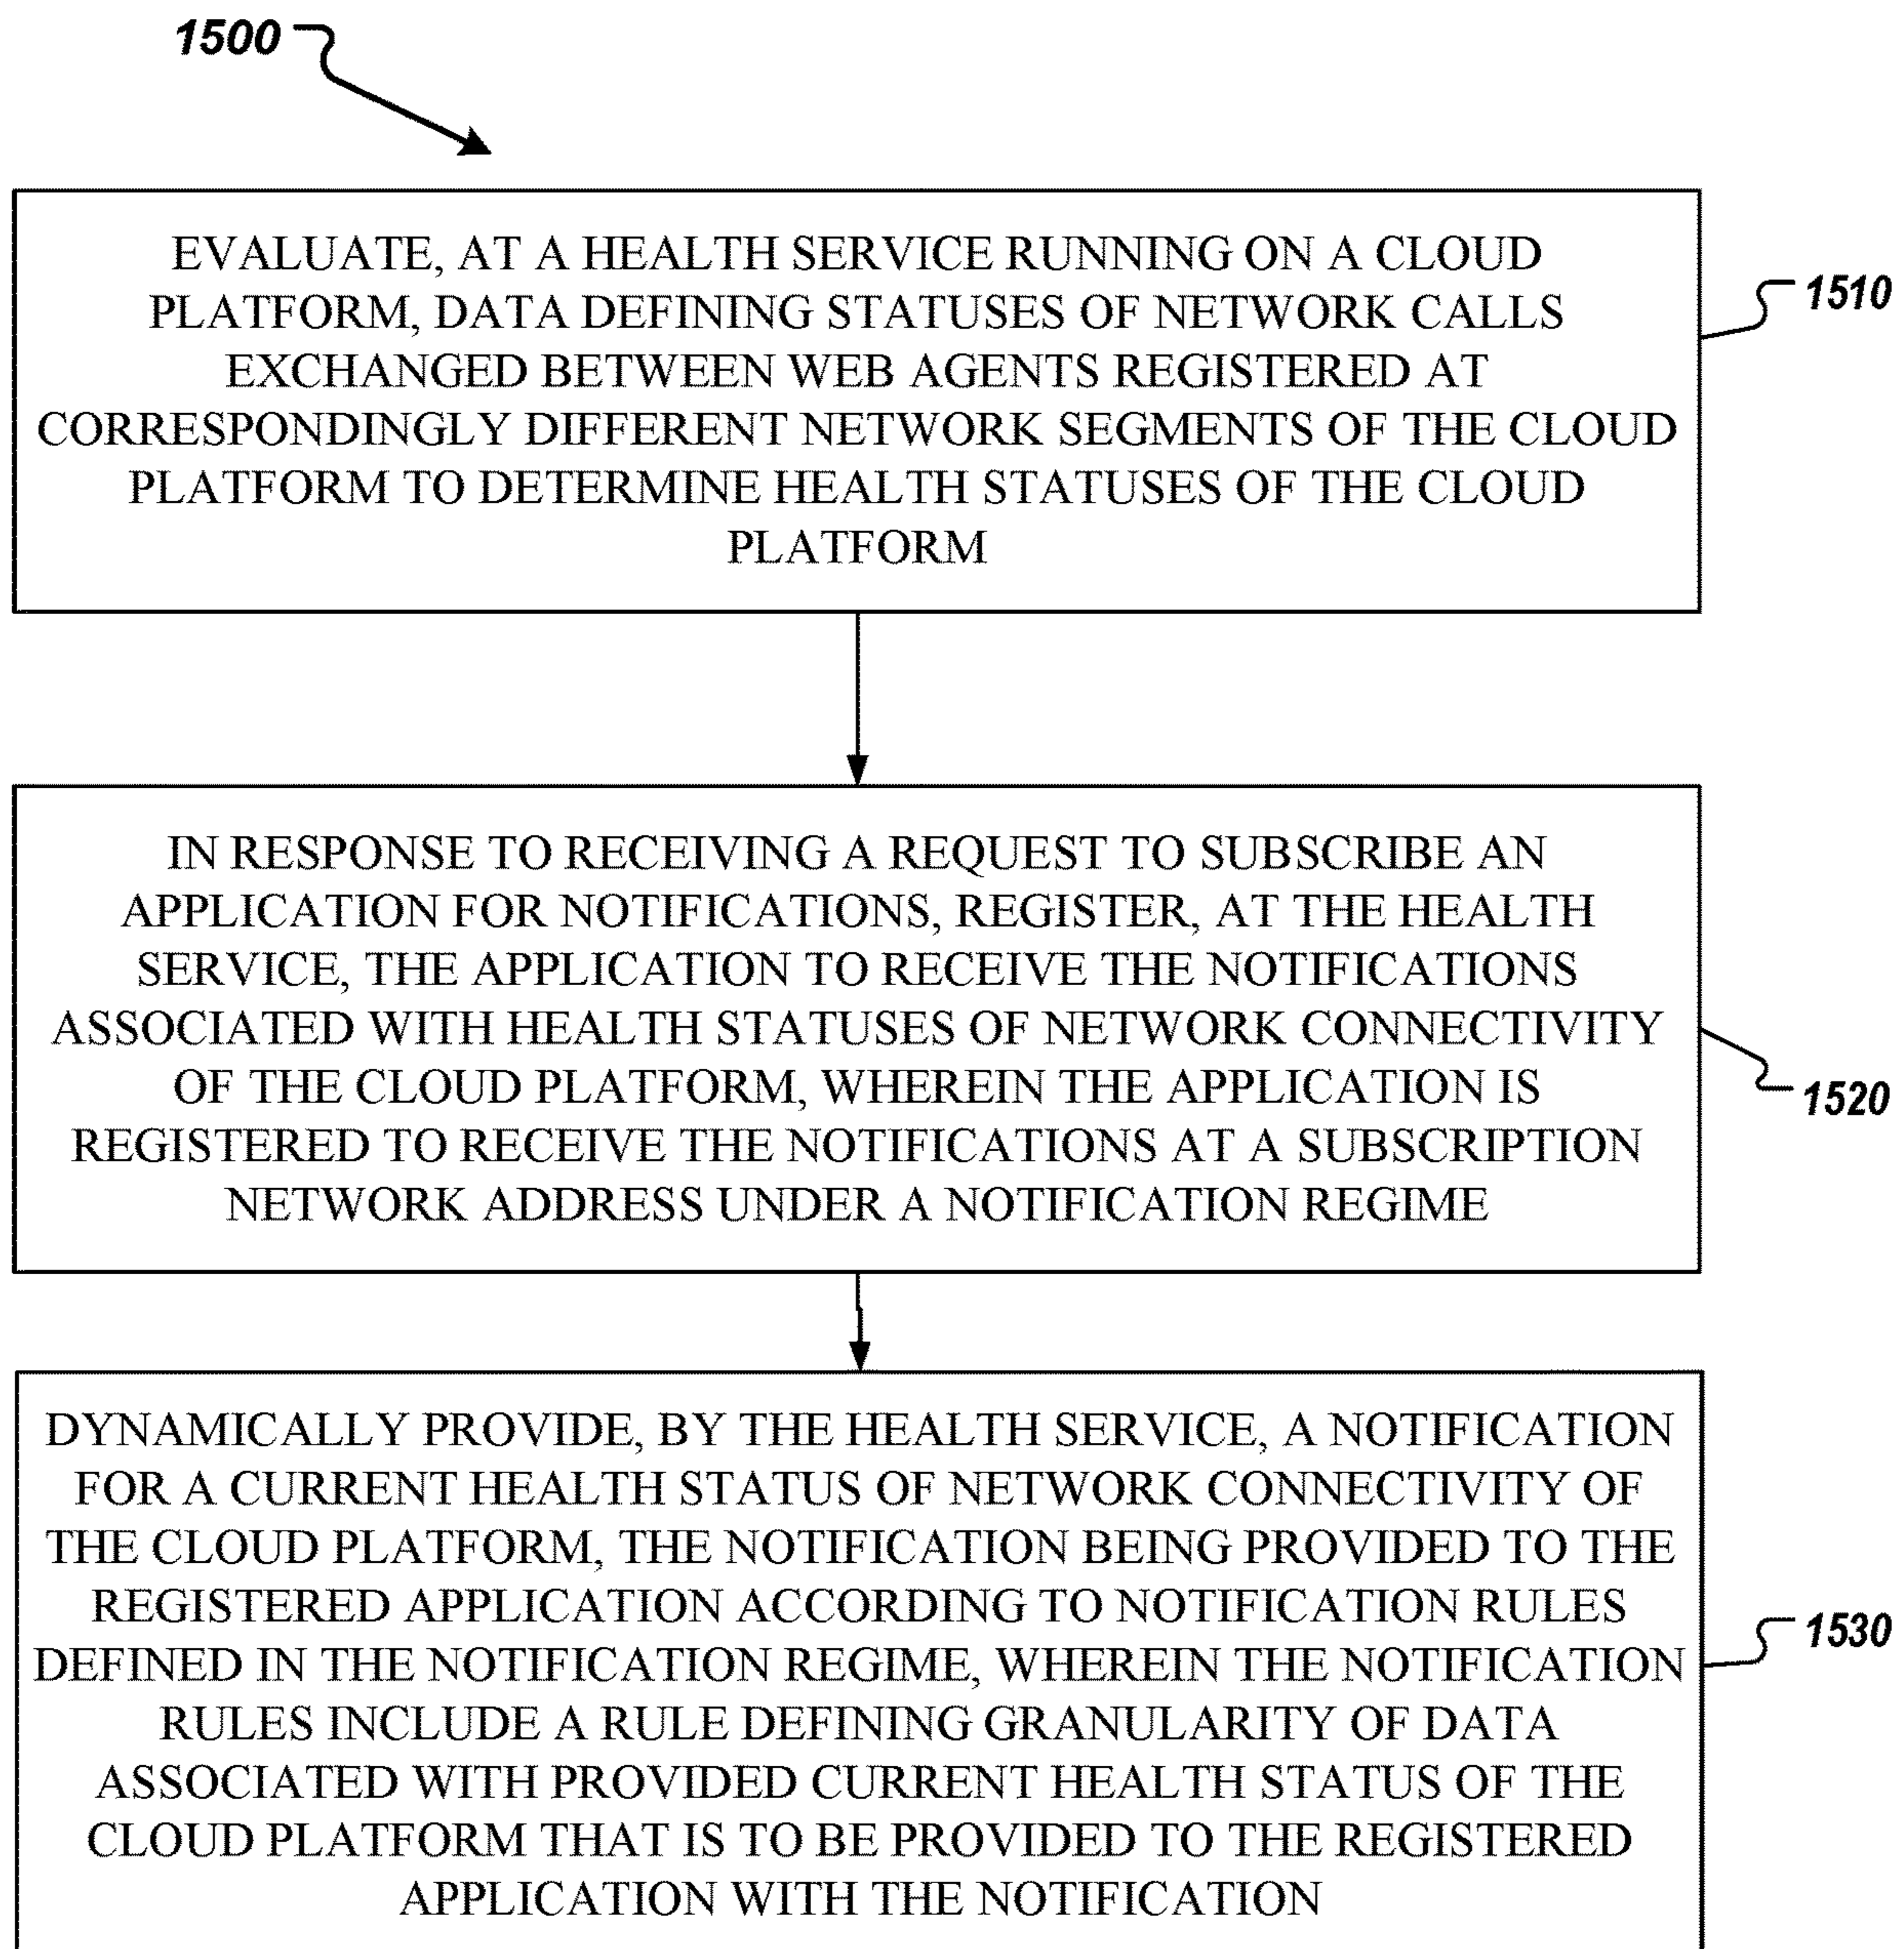 1500
EVALUATE, AT A HEALTH SERVICE RUNNING ON A CLOUD
PLATFORM, DATA DEFINING STATUSES OF NETWORK CALLS
EXCHANGED BETWEEN WEB AGENTS REGISTERED AT
CORRESPONDINGLY DIFFERENT NETWORK SEGMENTS OF THE CLOUD
PLATFORM TO DETERMINE HEALTH STATUSES OF THE CLOUD
PLATFORM
1510
IN RESPONSE TO RECEIVING A REQUEST TO SUBSCRIBE AN
APPLICATION FOR NOTIFICATIONS, REGISTER, AT THE HEALTH
SERVICE, THE APPLICATION TO RECEIVE THE NOTIFICATIONS
ASSOCIATED WITH HEALTH STATUSES OF NETWORK CONNECTIVITY
OF THE CLOUD PLATFORM, WHEREIN THE APPLICATION IS
REGISTERED TO RECEIVE THE NOTIFICATIONS AT A SUBSCRIPTION
NETWORK ADDRESS UNDER A NOTIFICATION REGIME
1520
DYNAMICALLY PROVIDE, BY THE HEALTH SERVICE, A NOTIFICATION
FOR A CURRENT HEALTH STATUS OF NETWORK CONNECTIVITY OF
THE CLOUD PLATFORM, THE NOTIFICATION BEING PROVIDED TO THE
REGISTERED APPLICATION ACCORDING TO NOTIFICATION RULES
DEFINED IN THE NOTIFICATION REGIME, WHEREIN THE NOTIFICATION
RULES INCLUDE A RULE DEFINING GRANULARITY OF DATA
ASSOCIATED WITH PROVIDED CURRENT HEALTH STATUS OF THE
CLOUD PLATFORM THAT IS TO BE PROVIDED TO THE REGISTERED
APPLICATION WITH THE NOTIFICATION
1530